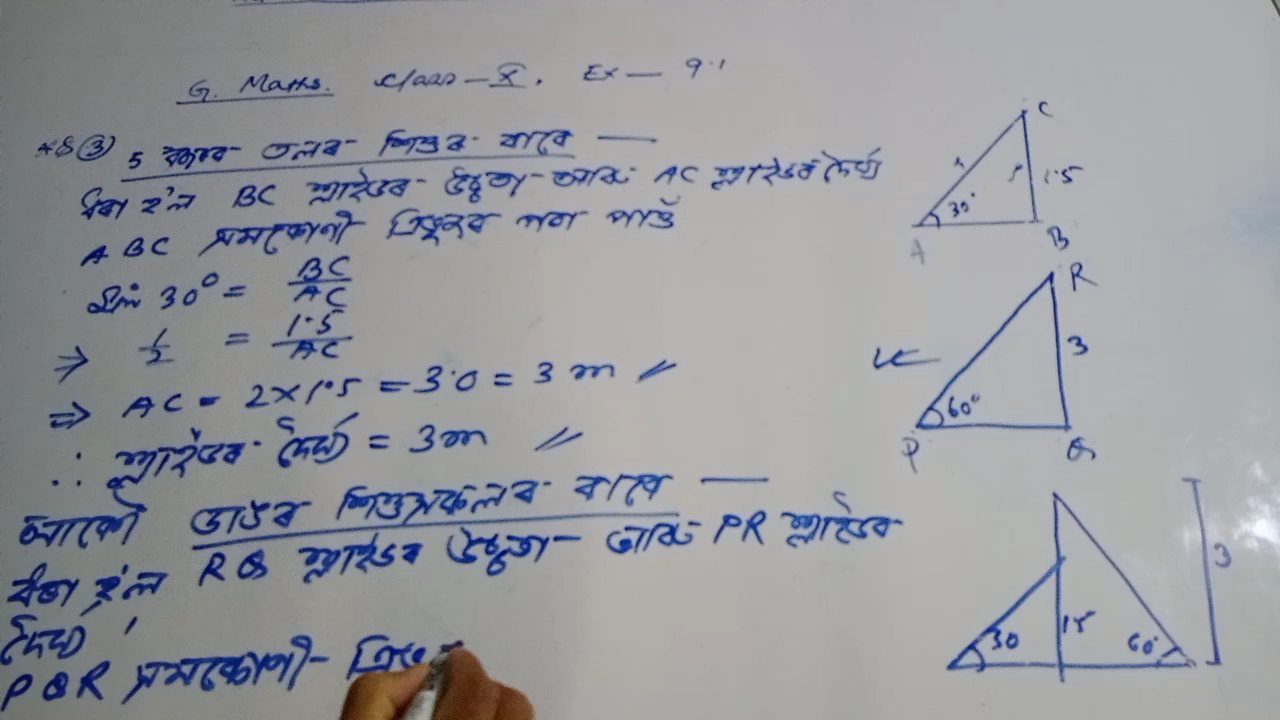 G. Maths. Class - X. Ex - 9.1
③ 5 বছৰৰ তলৰ শিশুৰ বাবে —
ধৰা হ'ল BC শ্লাইডৰ উচ্চতা আৰু AC শ্লাইডৰ দৈৰ্ঘ্য
ABC সমকোণী ত্ৰিভূজৰ পৰা পাওঁ
Sin 30° = BC/AC
⇒ 1/2 = 1.5/AC
⇒ AC = 2×1.5 = 3.0 = 3 m
∴ শ্লাইডৰ দৈৰ্ঘ্য = 3m
আকৌ ডাঙৰ শিশুসকলৰ বাবে —
ধৰা হ'ল RQ শ্লাইডৰ উচ্চতা আৰু PR শ্লাইডৰ
দৈৰ্ঘ্য
PQR সমকোণী
C
1.5
30°
A
B
R
3
60°
P
Q
3
30
1.5
60°